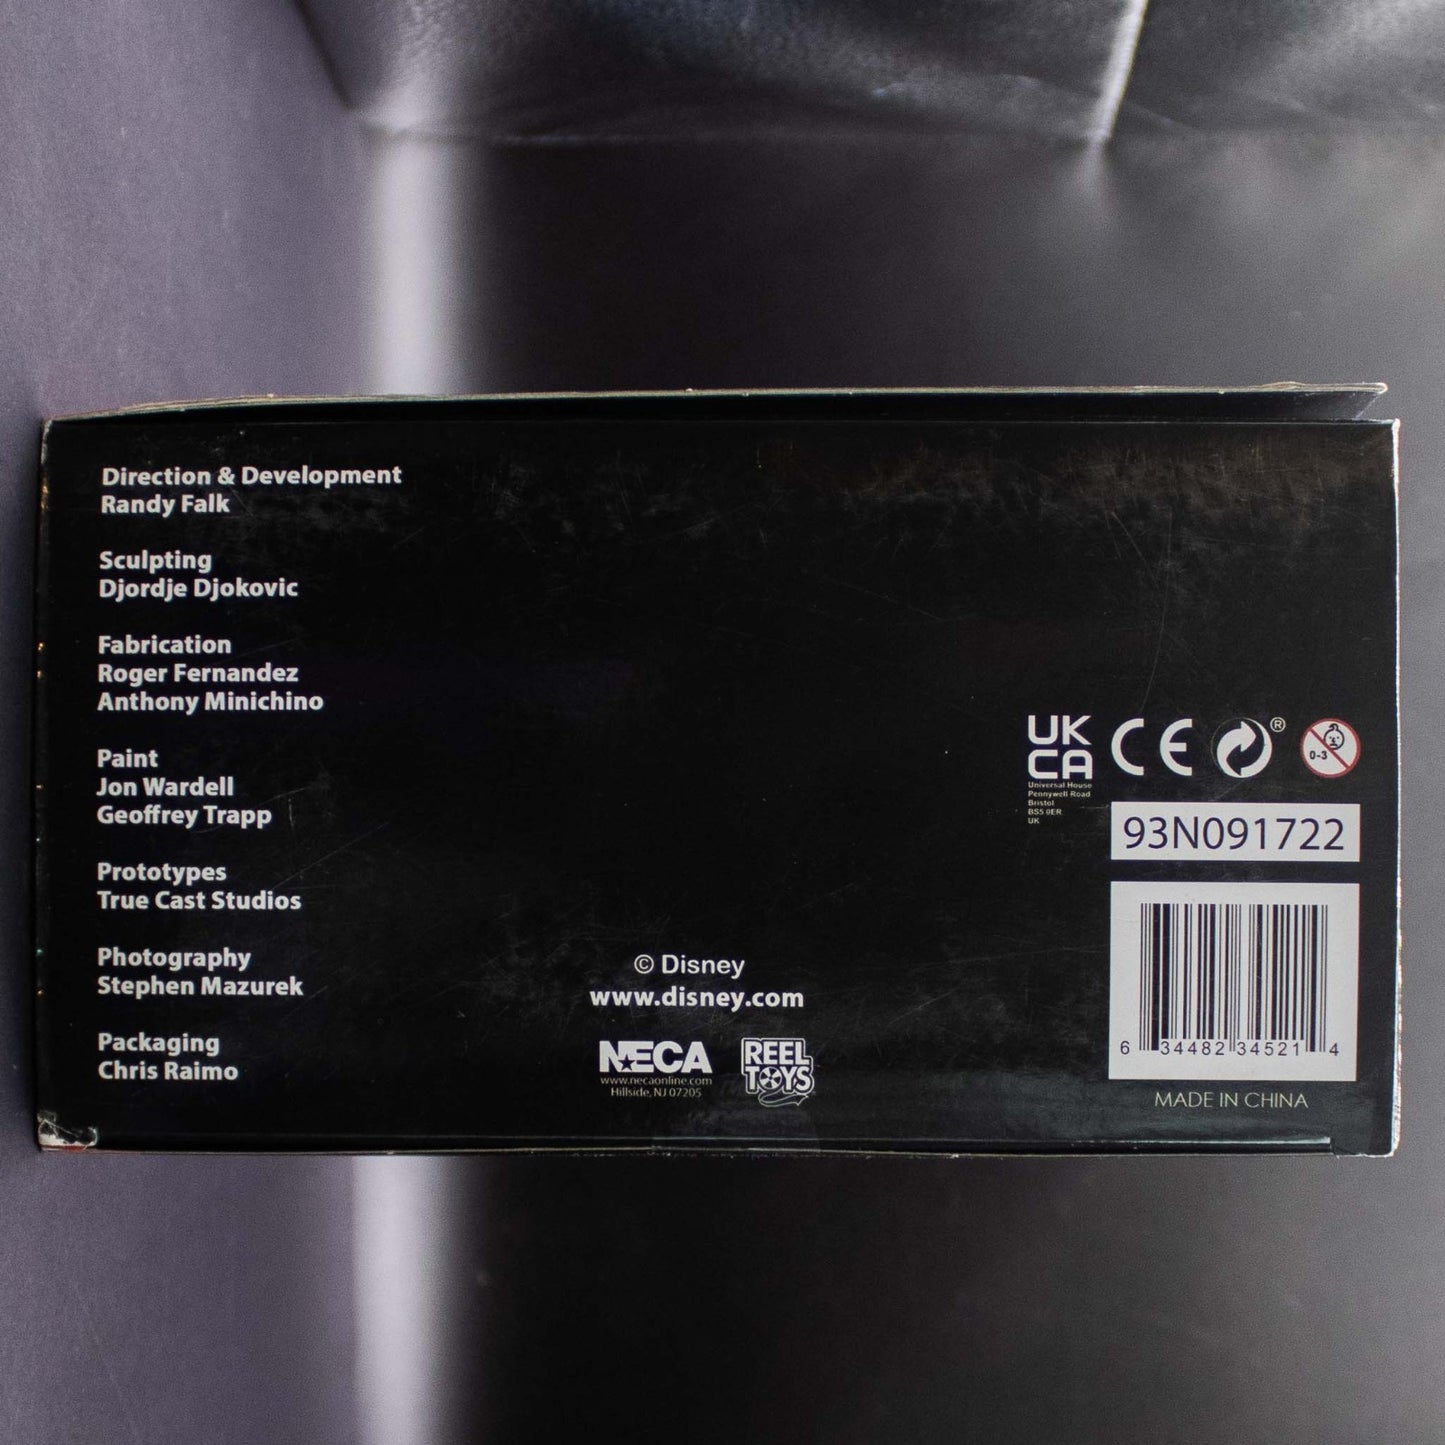 Direction & Development
Randy Falk
Sculpting
Djordje Djokovic
Fabrication
Roger Fernandez
Anthony Minichino
Paint
Jon Wardell
Geoffrey Trapp
Prototypes
True Cast Studios
Photography
Stephen Mazurek
Packaging
Chris Raimo
© Disney
www.disney.com
NECA
www.necaonline.com
Hillside, NJ 07205
REEL
TOYS
UK
CA
Universal House
Pennywell Road
Bristol
BS5 0ER
UK
CE
®
0-3
93N091722
6 34482 34521 4
MADE IN CHINA